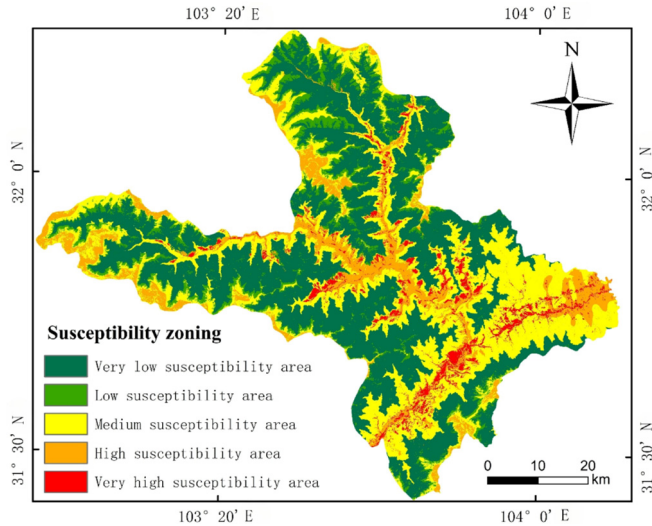 103° 20' E
104° 0' E
N
32° 0' N
32° 0' N
Susceptibility zoning
Very low susceptibility area
Low susceptibility area
Medium susceptibility area
High susceptibility area
Very high susceptibility area
31° 30' N
31° 30' N
0 10 20
km
103° 20' E
104° 0' E